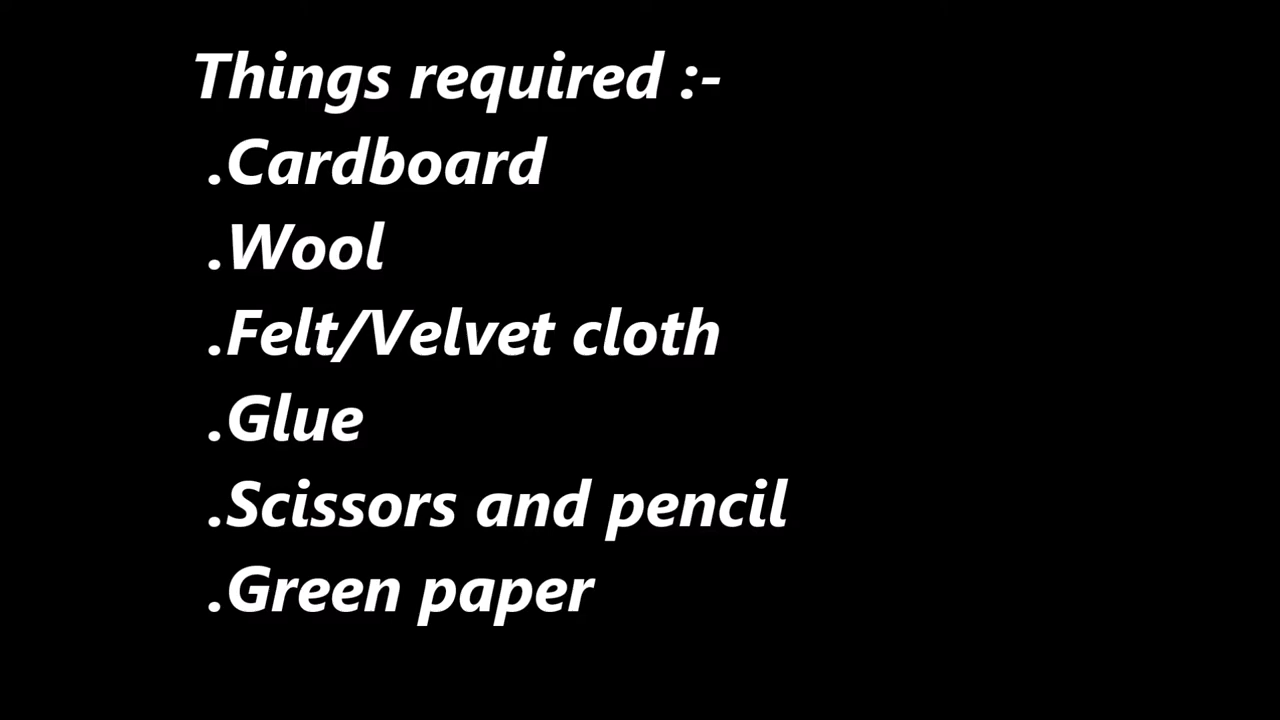 Things required :-
.Cardboard
.Wool
.Felt/Velvet cloth
.Glue
.Scissors and pencil
.Green paper